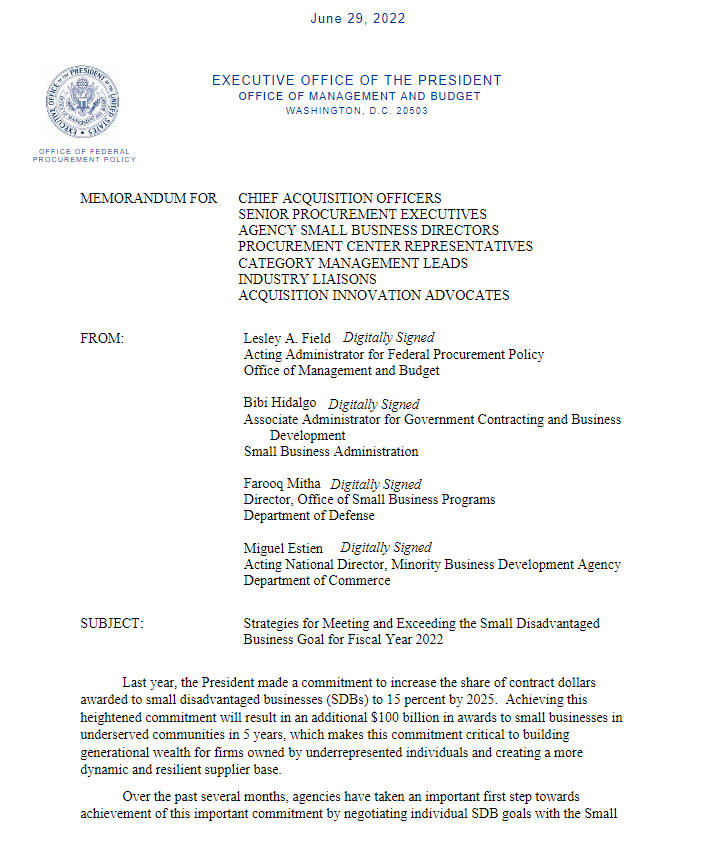 June 29, 2022
EXECUTIVE OFFICE OF THE PRESIDENT
OFFICE OF MANAGEMENT AND BUDGET
WASHINGTON, D.C. 20503
OFFICE OF FEDERAL
PROCUREMENT POLICY
MEMORANDUM FOR CHIEF ACQUISITION OFFICERS
SENIOR PROCUREMENT EXECUTIVES
AGENCY SMALL BUSINESS DIRECTORS
PROCUREMENT CENTER REPRESENTATIVES
CATEGORY MANAGEMENT LEADS
INDUSTRY LIAISONS
ACQUISITION INNOVATION ADVOCATES
FROM: Lesley A. Field Digitally Signed
Acting Administrator for Federal Procurement Policy
Office of Management and Budget
Bibi Hidalgo Digitally Signed
Associate Administrator for Government Contracting and Business
Development
Small Business Administration
Farooq Mitha Digitally Signed
Director, Office of Small Business Programs
Department of Defense
Miguel Estien Digitally Signed
Acting National Director, Minority Business Development Agency
Department of Commerce
SUBJECT: Strategies for Meeting and Exceeding the Small Disadvantaged
Business Goal for Fiscal Year 2022
Last year, the President made a commitment to increase the share of contract dollars
awarded to small disadvantaged businesses (SDBs) to 15 percent by 2025. Achieving this
heightened commitment will result in an additional $100 billion in awards to small businesses in
underserved communities in 5 years, which makes this commitment critical to building
generational wealth for firms owned by underrepresented individuals and creating a more
dynamic and resilient supplier base.
Over the past several months, agencies have taken an important first step towards
achievement of this important commitment by negotiating individual SDB goals with the Small